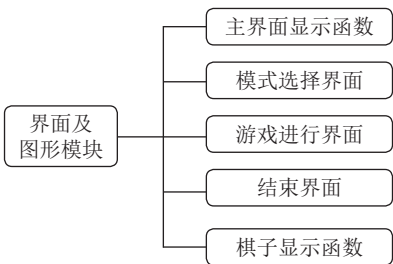 主界面显示函数
模式选择界面
界面及
图形模块
游戏进行界面
结束界面
棋子显示函数